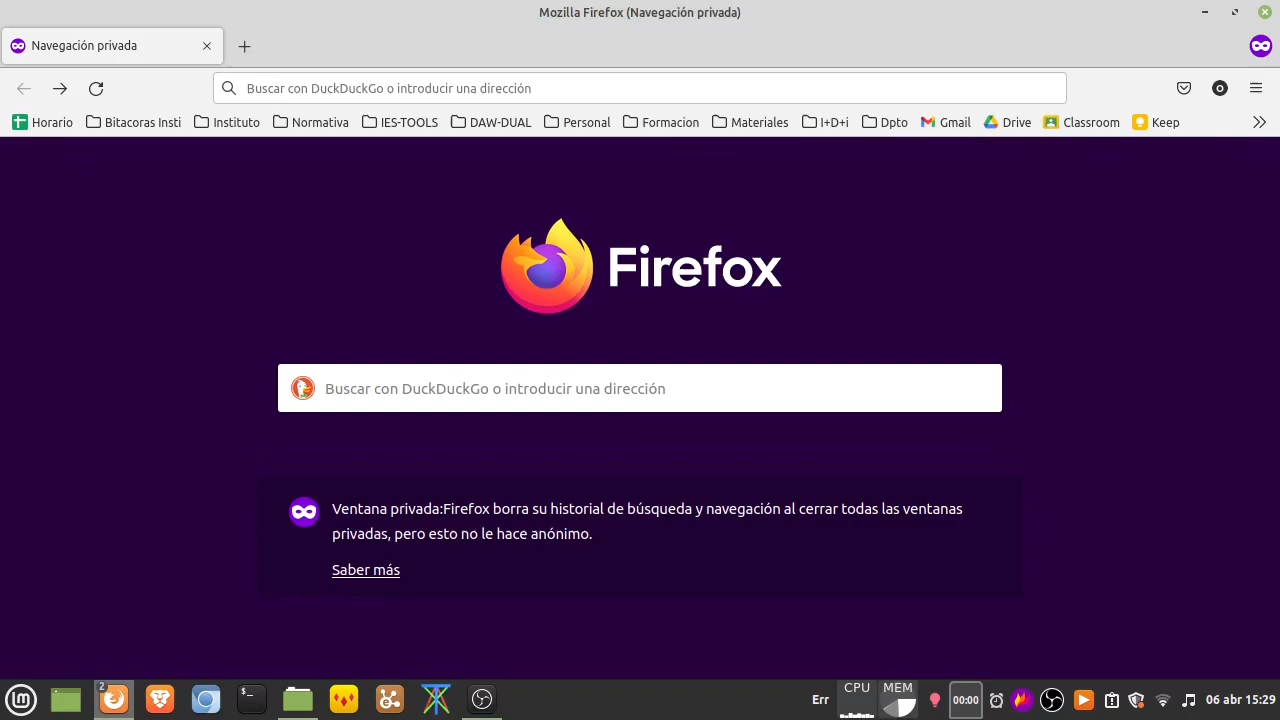 Mozilla Firefox (Navegación privada)
Navegación privada
Buscar con DuckDuckGo o introducir una dirección
Horario Bitacoras Insti Instituto Normativa IES-TOOLS DAW-DUAL Personal Formacion Materiales I+D+i Dpto Gmail Drive Classroom Keep
Firefox
Buscar con DuckDuckGo o introducir una dirección
Ventana privada:Firefox borra su historial de búsqueda y navegación al cerrar todas las ventanas
privadas, pero esto no le hace anónimo.
Saber más
2 Err CPU MEM 00:00 06 abr 15:29